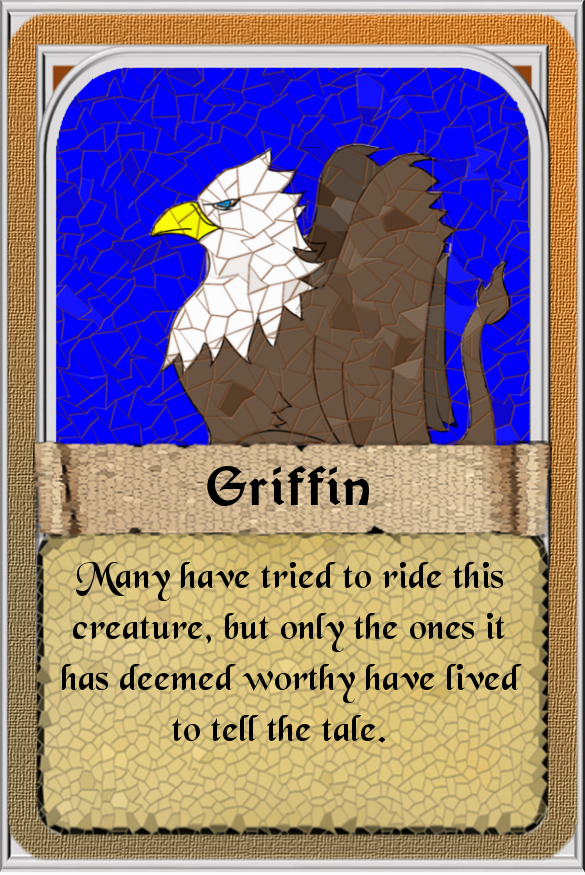 Griffin
Many have tried to ride this
creature, but only the ones it
has deemed worthy have lived
to tell the tale.